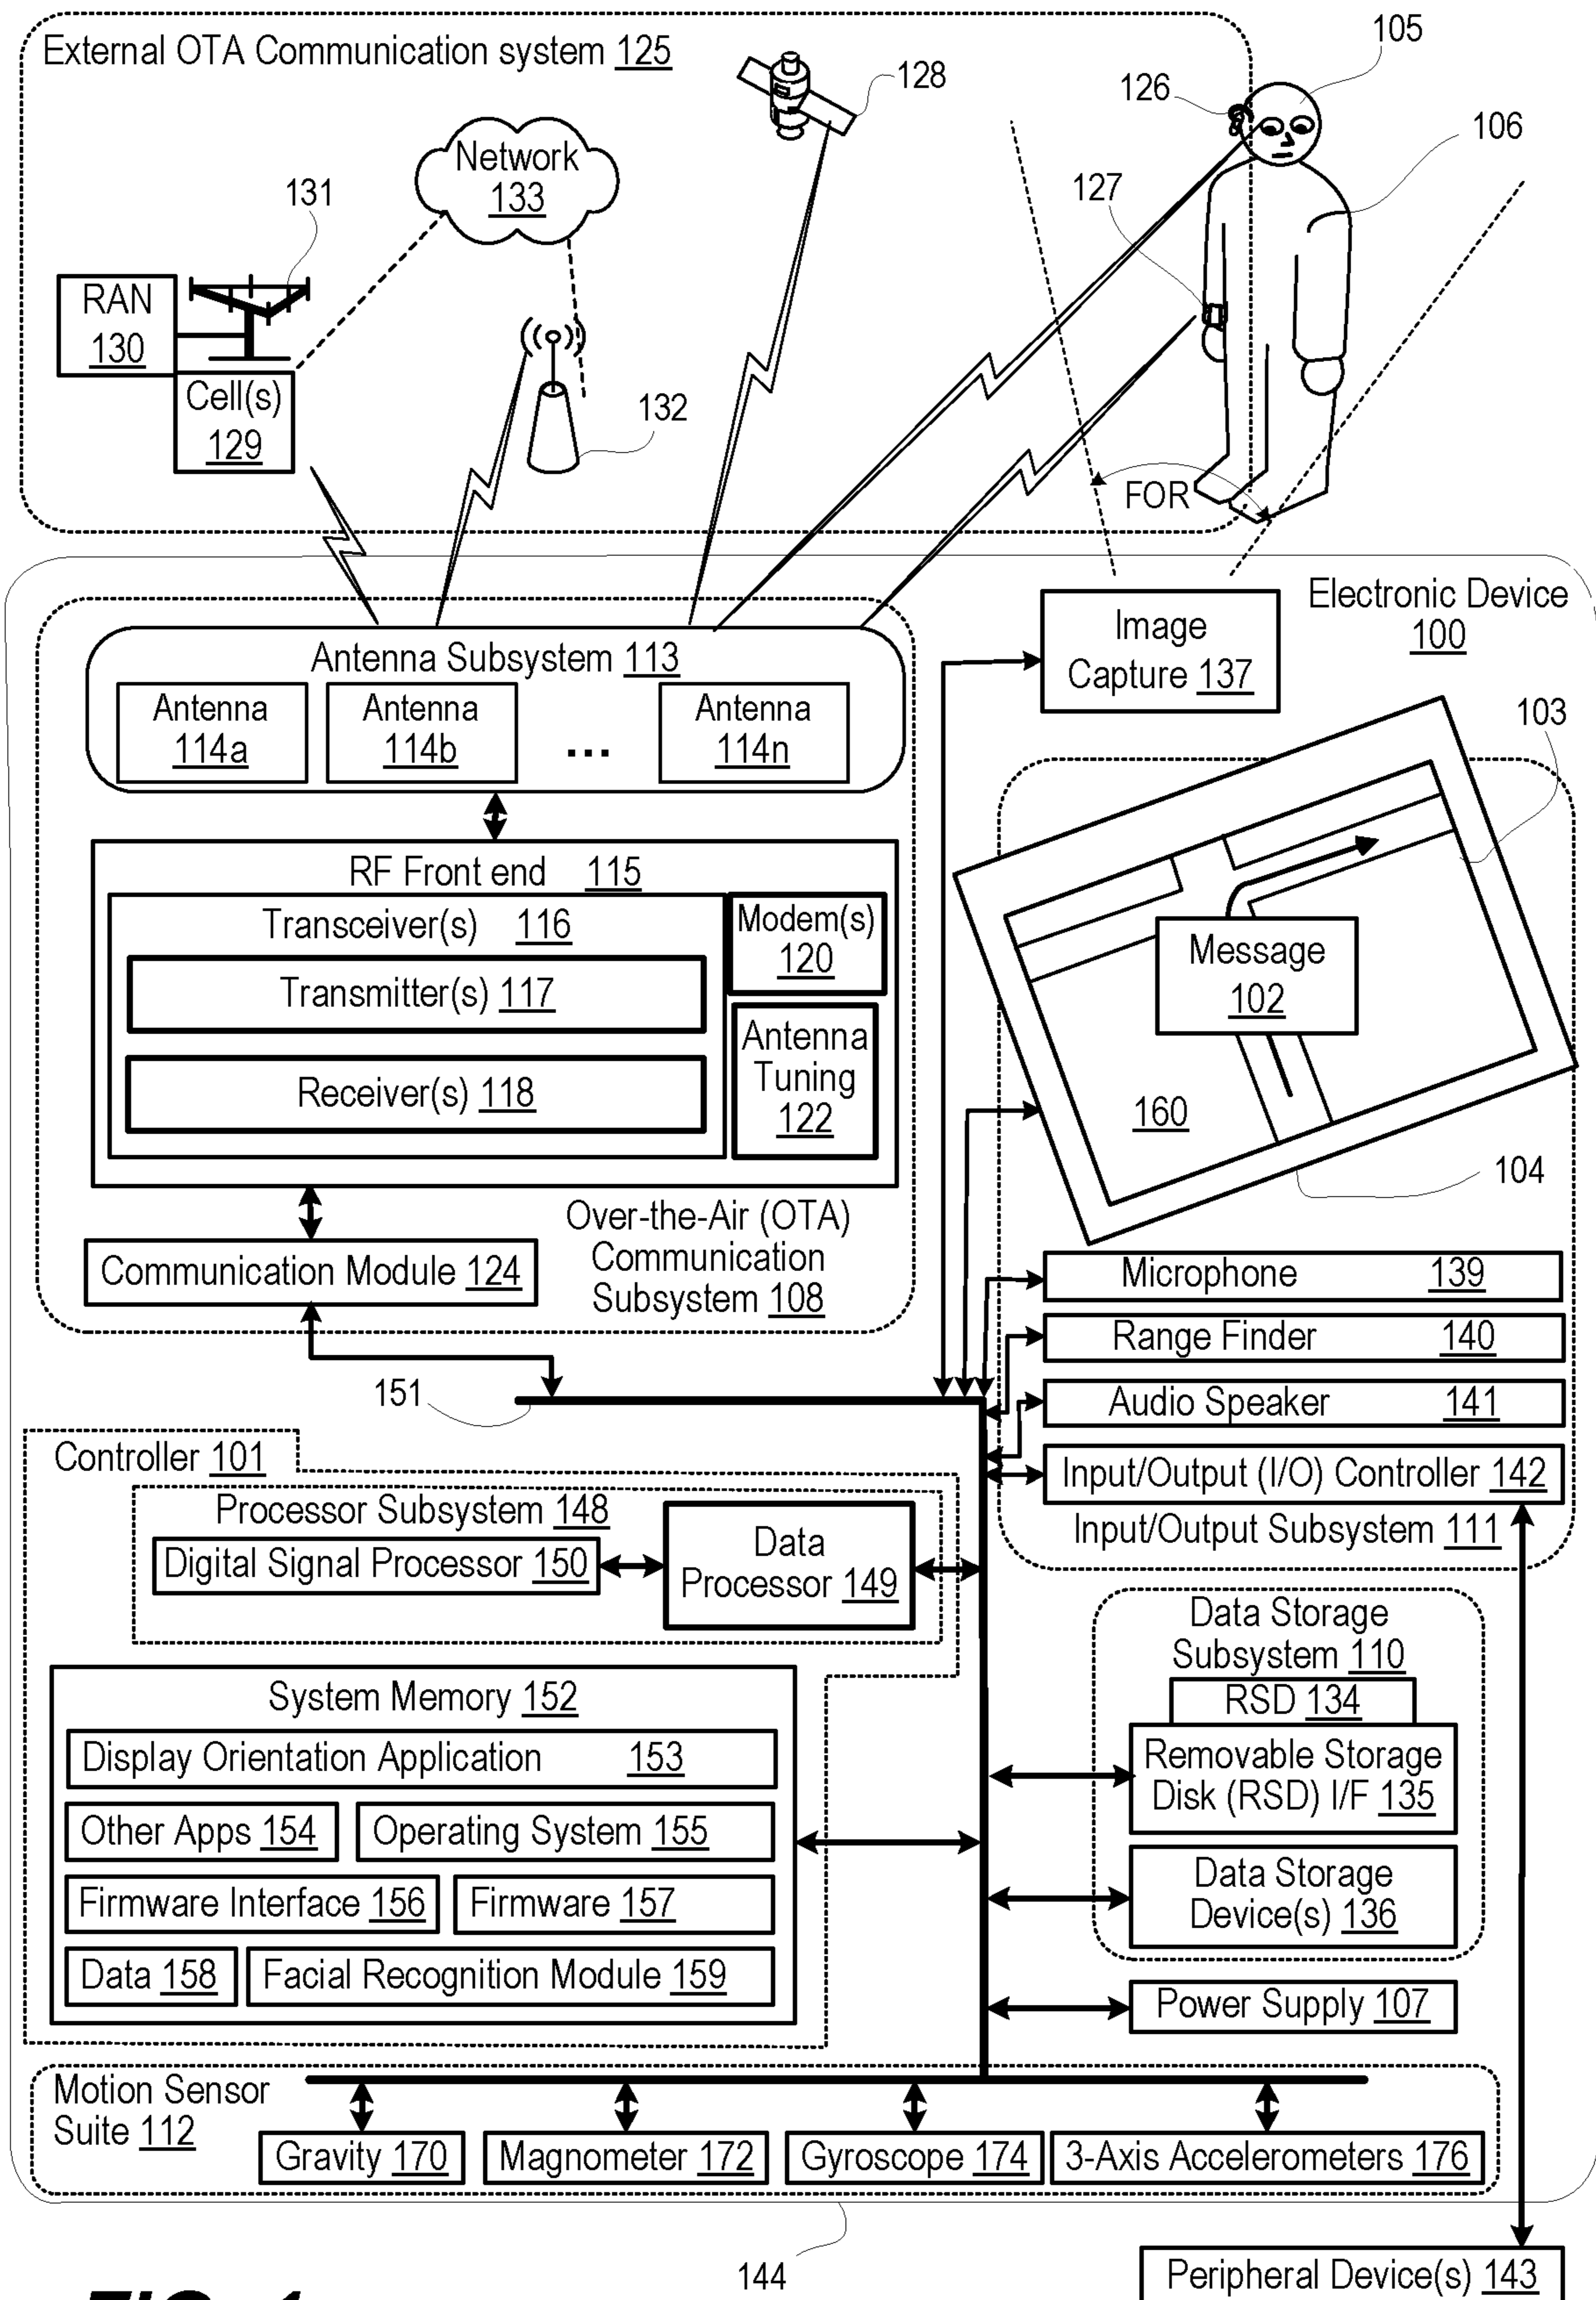 External OTA Communication system 125
105
128
126
106
Network
133
131
127
RAN
130
Cell(s)
129
132
FOR
Electronic Device
100
Image
Capture 137
Antenna Subsystem 113
Antenna
114a
Antenna
114b
...
Antenna
114n
103
RF Front end 115
Transceiver(s) 116
Modem(s)
120
Transmitter(s) 117
Antenna
Tuning
122
Receiver(s) 118
Message
102
160
104
Over-the-Air (OTA)
Communication
Subsystem 108
Communication Module 124
Microphone 139
Range Finder 140
Audio Speaker 141
Input/Output (I/O) Controller 142
Input/Output Subsystem 111
151
Controller 101
Processor Subsystem 148
Digital Signal Processor 150
Data
Processor 149
Data Storage
Subsystem 110
RSD 134
Removable Storage
Disk (RSD) I/F 135
Data Storage
Device(s) 136
Power Supply 107
System Memory 152
Display Orientation Application 153
Other Apps 154
Operating System 155
Firmware Interface 156
Firmware 157
Data 158
Facial Recognition Module 159
Motion Sensor
Suite 112
Gravity 170
Magnometer 172
Gyroscope 174
3-Axis Accelerometers 176
144
Peripheral Device(s) 143
FIG. 1